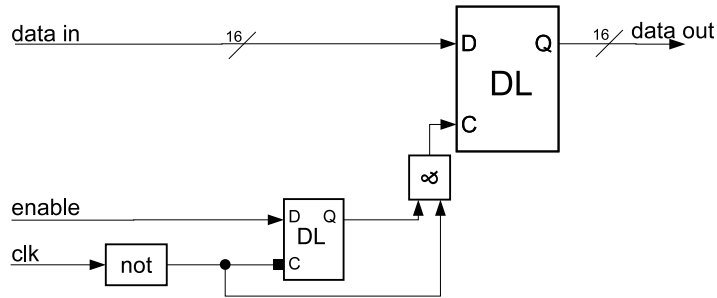 data in 16 D Q 16 data out
DL
C
&
enable D Q
DL
clk not C